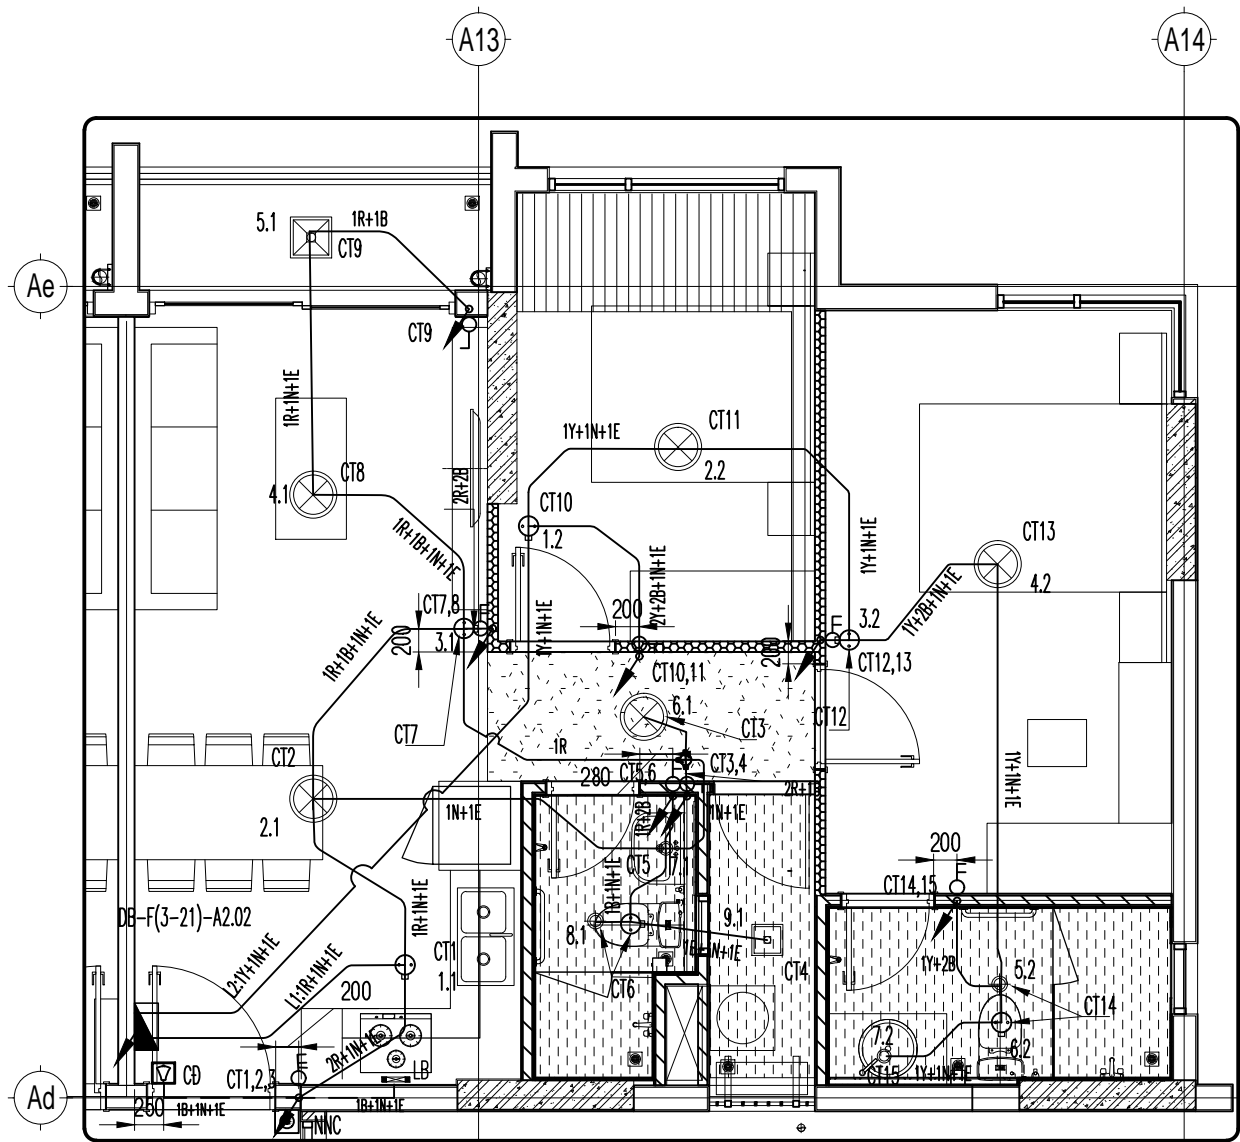 A13
A14
5.1
1R+1B
CT9
Ae
CT9
1R+1N+1E
CT11
1Y+1N+1E
2.2
CT8
4.1
2R+2B
CT10
1.2
1R+1B+1N+1E
1Y+1N+1E
CT13
4.2
1Y+2B+1N+1E
2Y+2B+1N+1E
200
CT7,8
200
3.1
1R+1B+1N+1E
1Y+1N+1E
3.2
200
CT10,11
CT12,13
6.1
CT12
CT3
CT7
1R
CT2
CT5,6
CT3,4
280
2R+1
1Y+1N+1E
2.1
1N+1E
1N+1E
1R+2B
200
CT5
CT14,15
1R+1N+1E
1B+1N+1E
DB-F(3-21)-A2.02
9.1
8.1
1B+1N+1E
CT1
1.1
CT4
CT6
1Y+2B
5.2
L2:1Y+1N+1E
L1:1R+1N+1E
200
CT14
7.2
6.2
2R+1N+1E
CĐ
CT1,2,3
LB
CT15
1Y+1N+1E
Ad
260
1B+1N+1E
1B+1N+1E
NNC